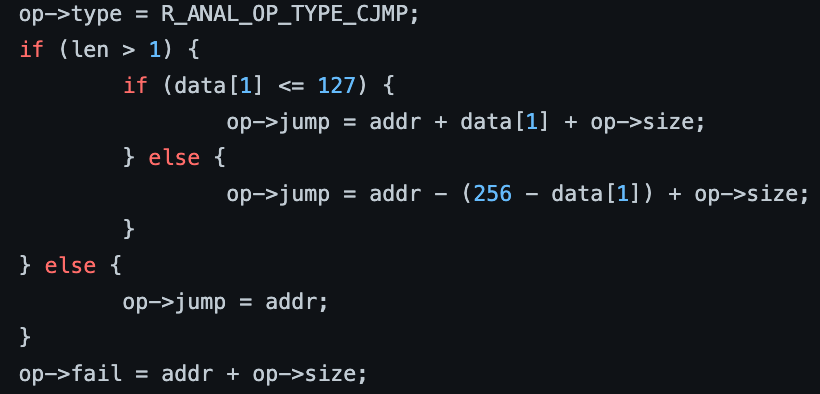 op->type = R_ANAL_OP_TYPE_CJMP;
if (len > 1) {
        if (data[1] <= 127) {
                op->jump = addr + data[1] + op->size;
        } else {
                op->jump = addr - (256 - data[1]) + op->size;
        }
} else {
        op->jump = addr;
}
op->fail = addr + op->size;